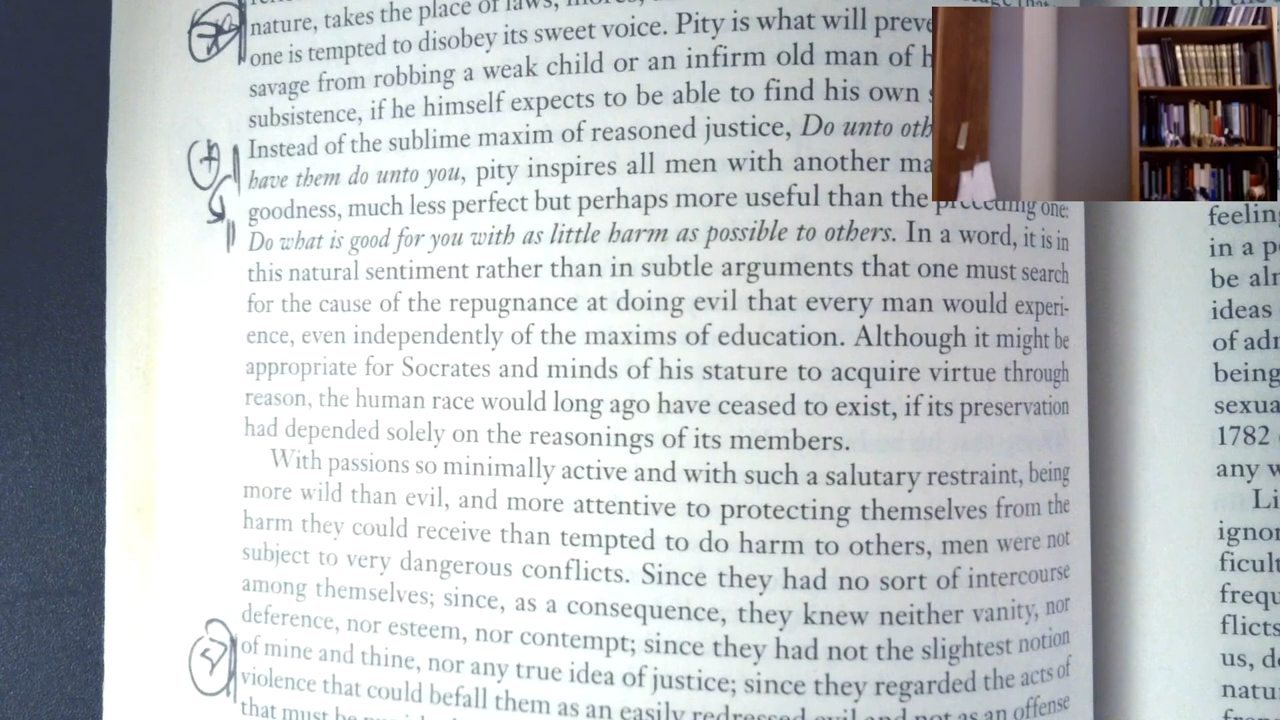 nature, takes the place of laws,
one is tempted to disobey its sweet voice. Pity is what will
savage from robbing a weak child or an infirm old man of
subsistence, if he himself expects to be able to find his own
Instead of the sublime maxim of reasoned justice, Do unto
have them do unto you, pity inspires all men with another
goodness, much less perfect but perhaps more useful than the preceding one:
Do what is good for you with as little harm as possible to others. In a word, it is in
this natural sentiment rather than in subtle arguments that one must search
for the cause of the repugnance at doing evil that every man would experi-
ence, even independently of the maxims of education. Although it might be
appropriate for Socrates and minds of his stature to acquire virtue through
reason, the human race would long ago have ceased to exist, if its preservation
had depended solely on the reasonings of its members.
With passions so minimally active and with such a salutary restraint, being
more wild than evil, and more attentive to protecting themselves from the
harm they could receive than tempted to do harm to others, men were not
subject to very dangerous conflicts. Since they had no sort of intercourse
among themselves; since, as a consequence, they knew neither vanity, nor
deference, nor esteem, nor contempt; since they had not the slightest notion
of mine and thine, nor any true idea of justice; since they regarded the acts of
violence that could befall them as an easily redressed evil and not as an offense
that must be
in a
be
ideas
of
being
1782
any
us,